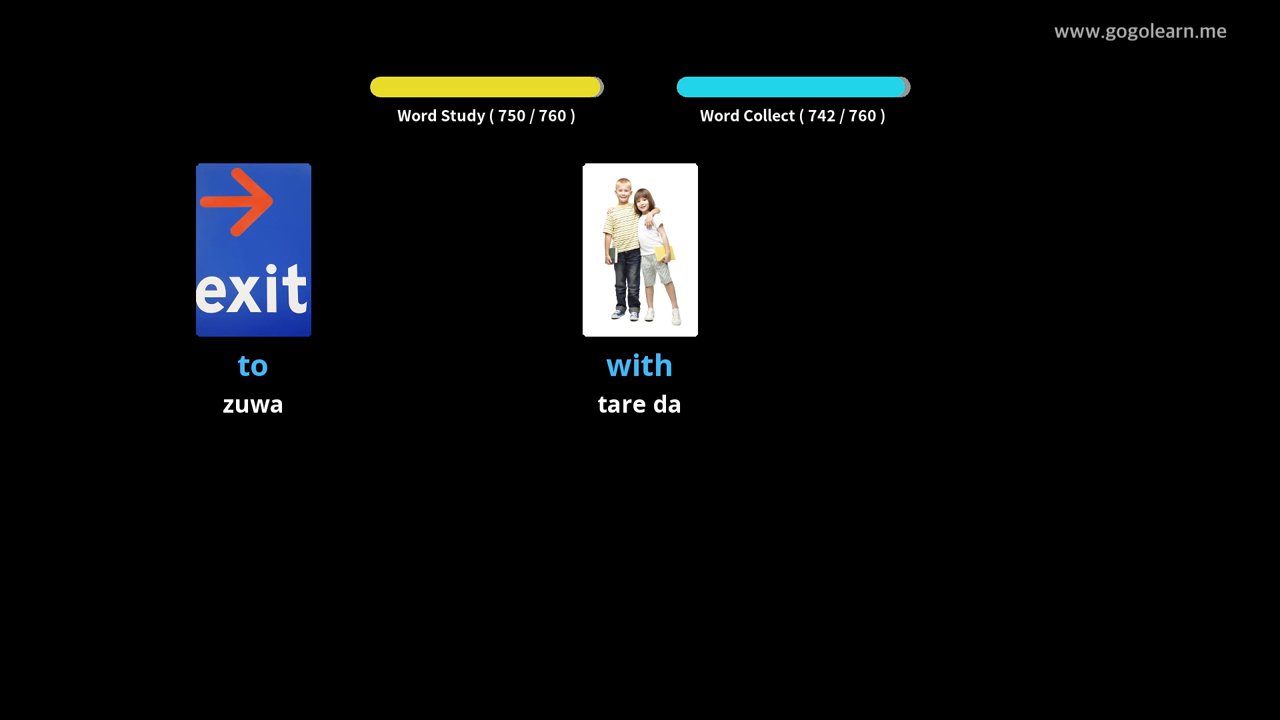 www.gogolearn.me
Word Study ( 750 / 760 )
Word Collect ( 742 / 760 )
exit
to
zuwa
with
tare da